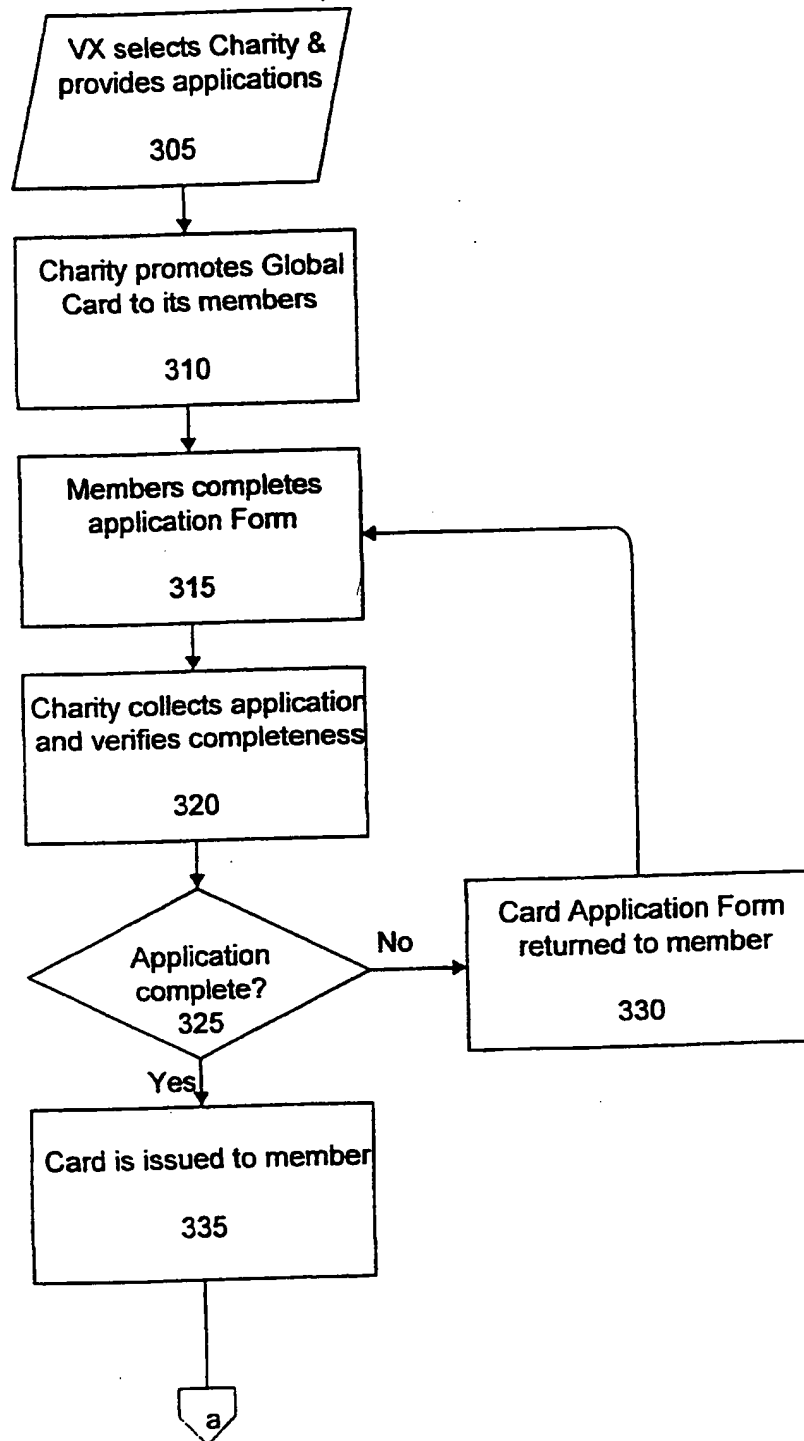 VX selects Charity &
provides applications
305
Charity promotes Global
Card to its members
310
Members completes
application Form
315
Charity collects application
and verifies completeness
320
Application
complete?
325
No
Card Application Form
returned to member
330
Yes
Card is issued to member
335
a